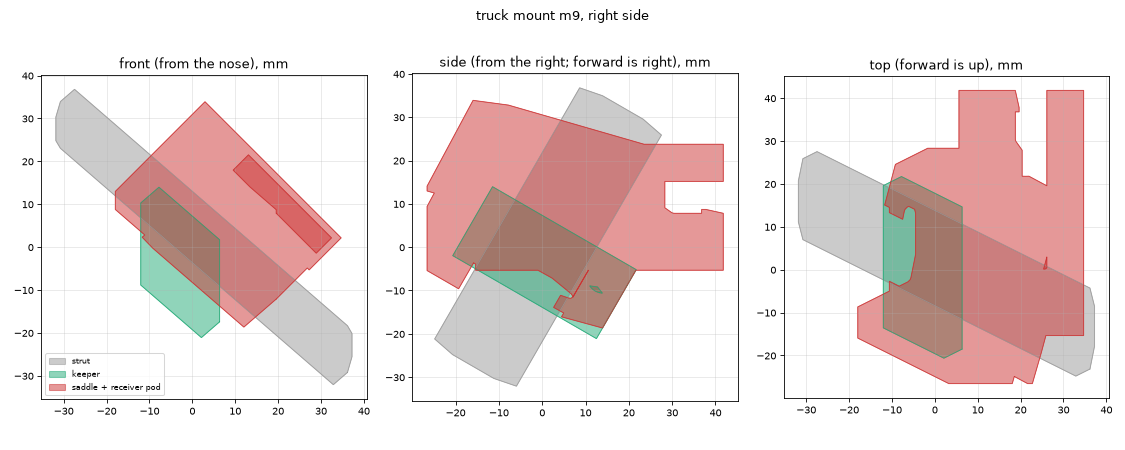 truck mount m9, right side
front (from the nose), mm
side (from the right; forward is right), mm
top (forward is up), mm
40
30
20
10
0
−10
−20
−30
−30 −20 −10 0 10 20 30 40
strut
keeper
saddle + receiver pod
40
30
20
10
0
−10
−20
−30
−20 −10 0 10 20 30 40
40
30
20
10
0
−10
−20
−30 −20 −10 0 10 20 30 40